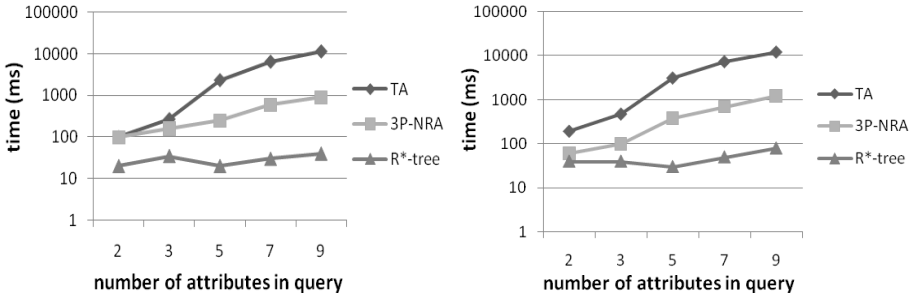 100000
10000
1000
100
10
1
time (ms)
2 3 5 7 9
number of attributes in query
TA
3P-NRA
R*-tree
100000
10000
1000
100
10
1
time (ms)
2 3 5 7 9
number of attributes in query
TA
3P-NRA
R*-tree